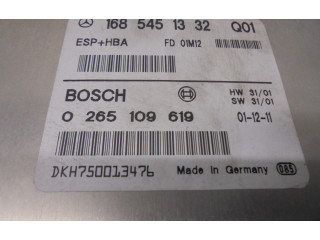 168 545 13 32 Q01
ESP+HBA FD 01M12
BOSCH HW 31/01
SW 31/01
0 265 109 619 01-12-11
DKH750013476 Made in Germany 085